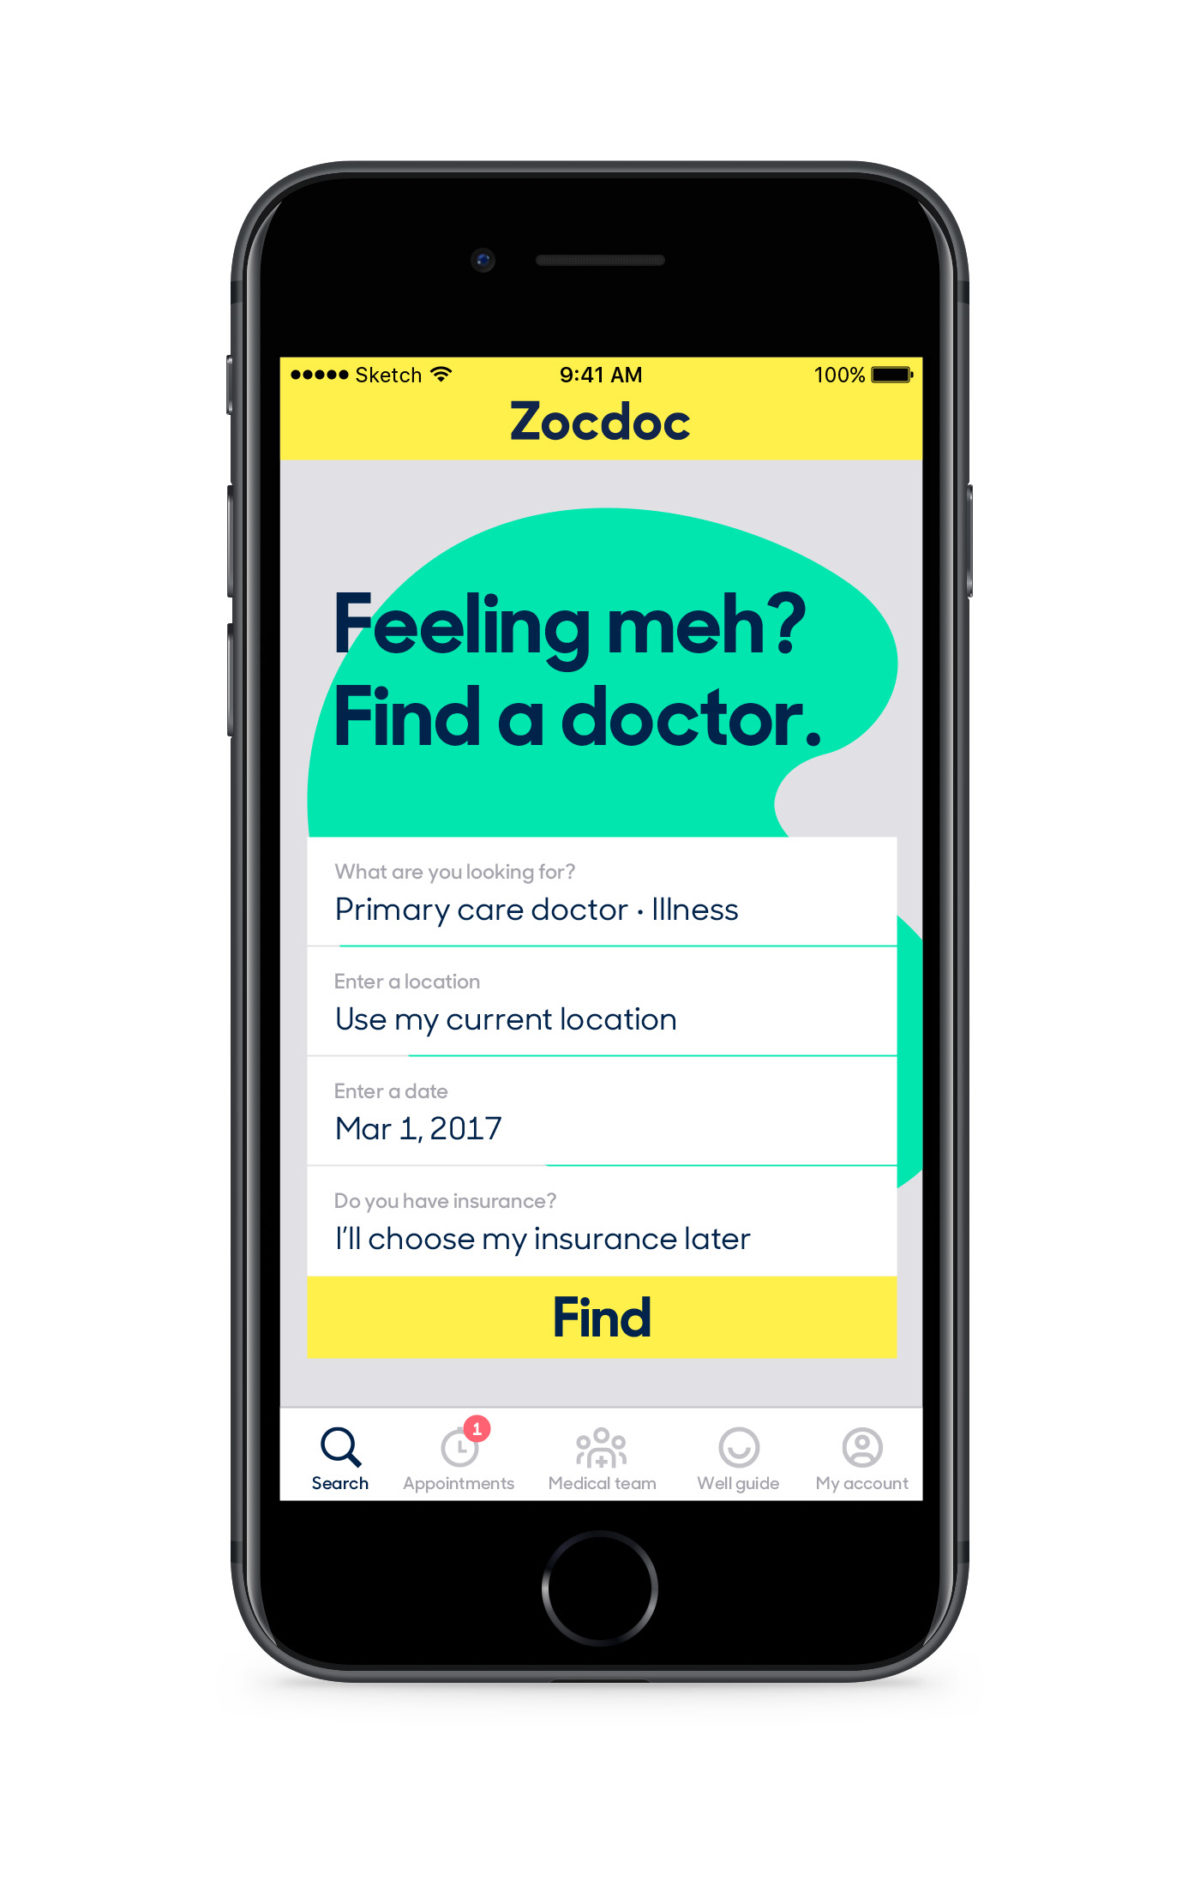 Sketch 9:41 AM 100%
Zocdoc
Feeling meh?
Find a doctor.
What are you looking for?
Primary care doctor · Illness
Enter a location
Use my current location
Enter a date
Mar 1, 2017
Do you have insurance?
I'll choose my insurance later
Find
1
Search Appointments Medical team Well guide My account